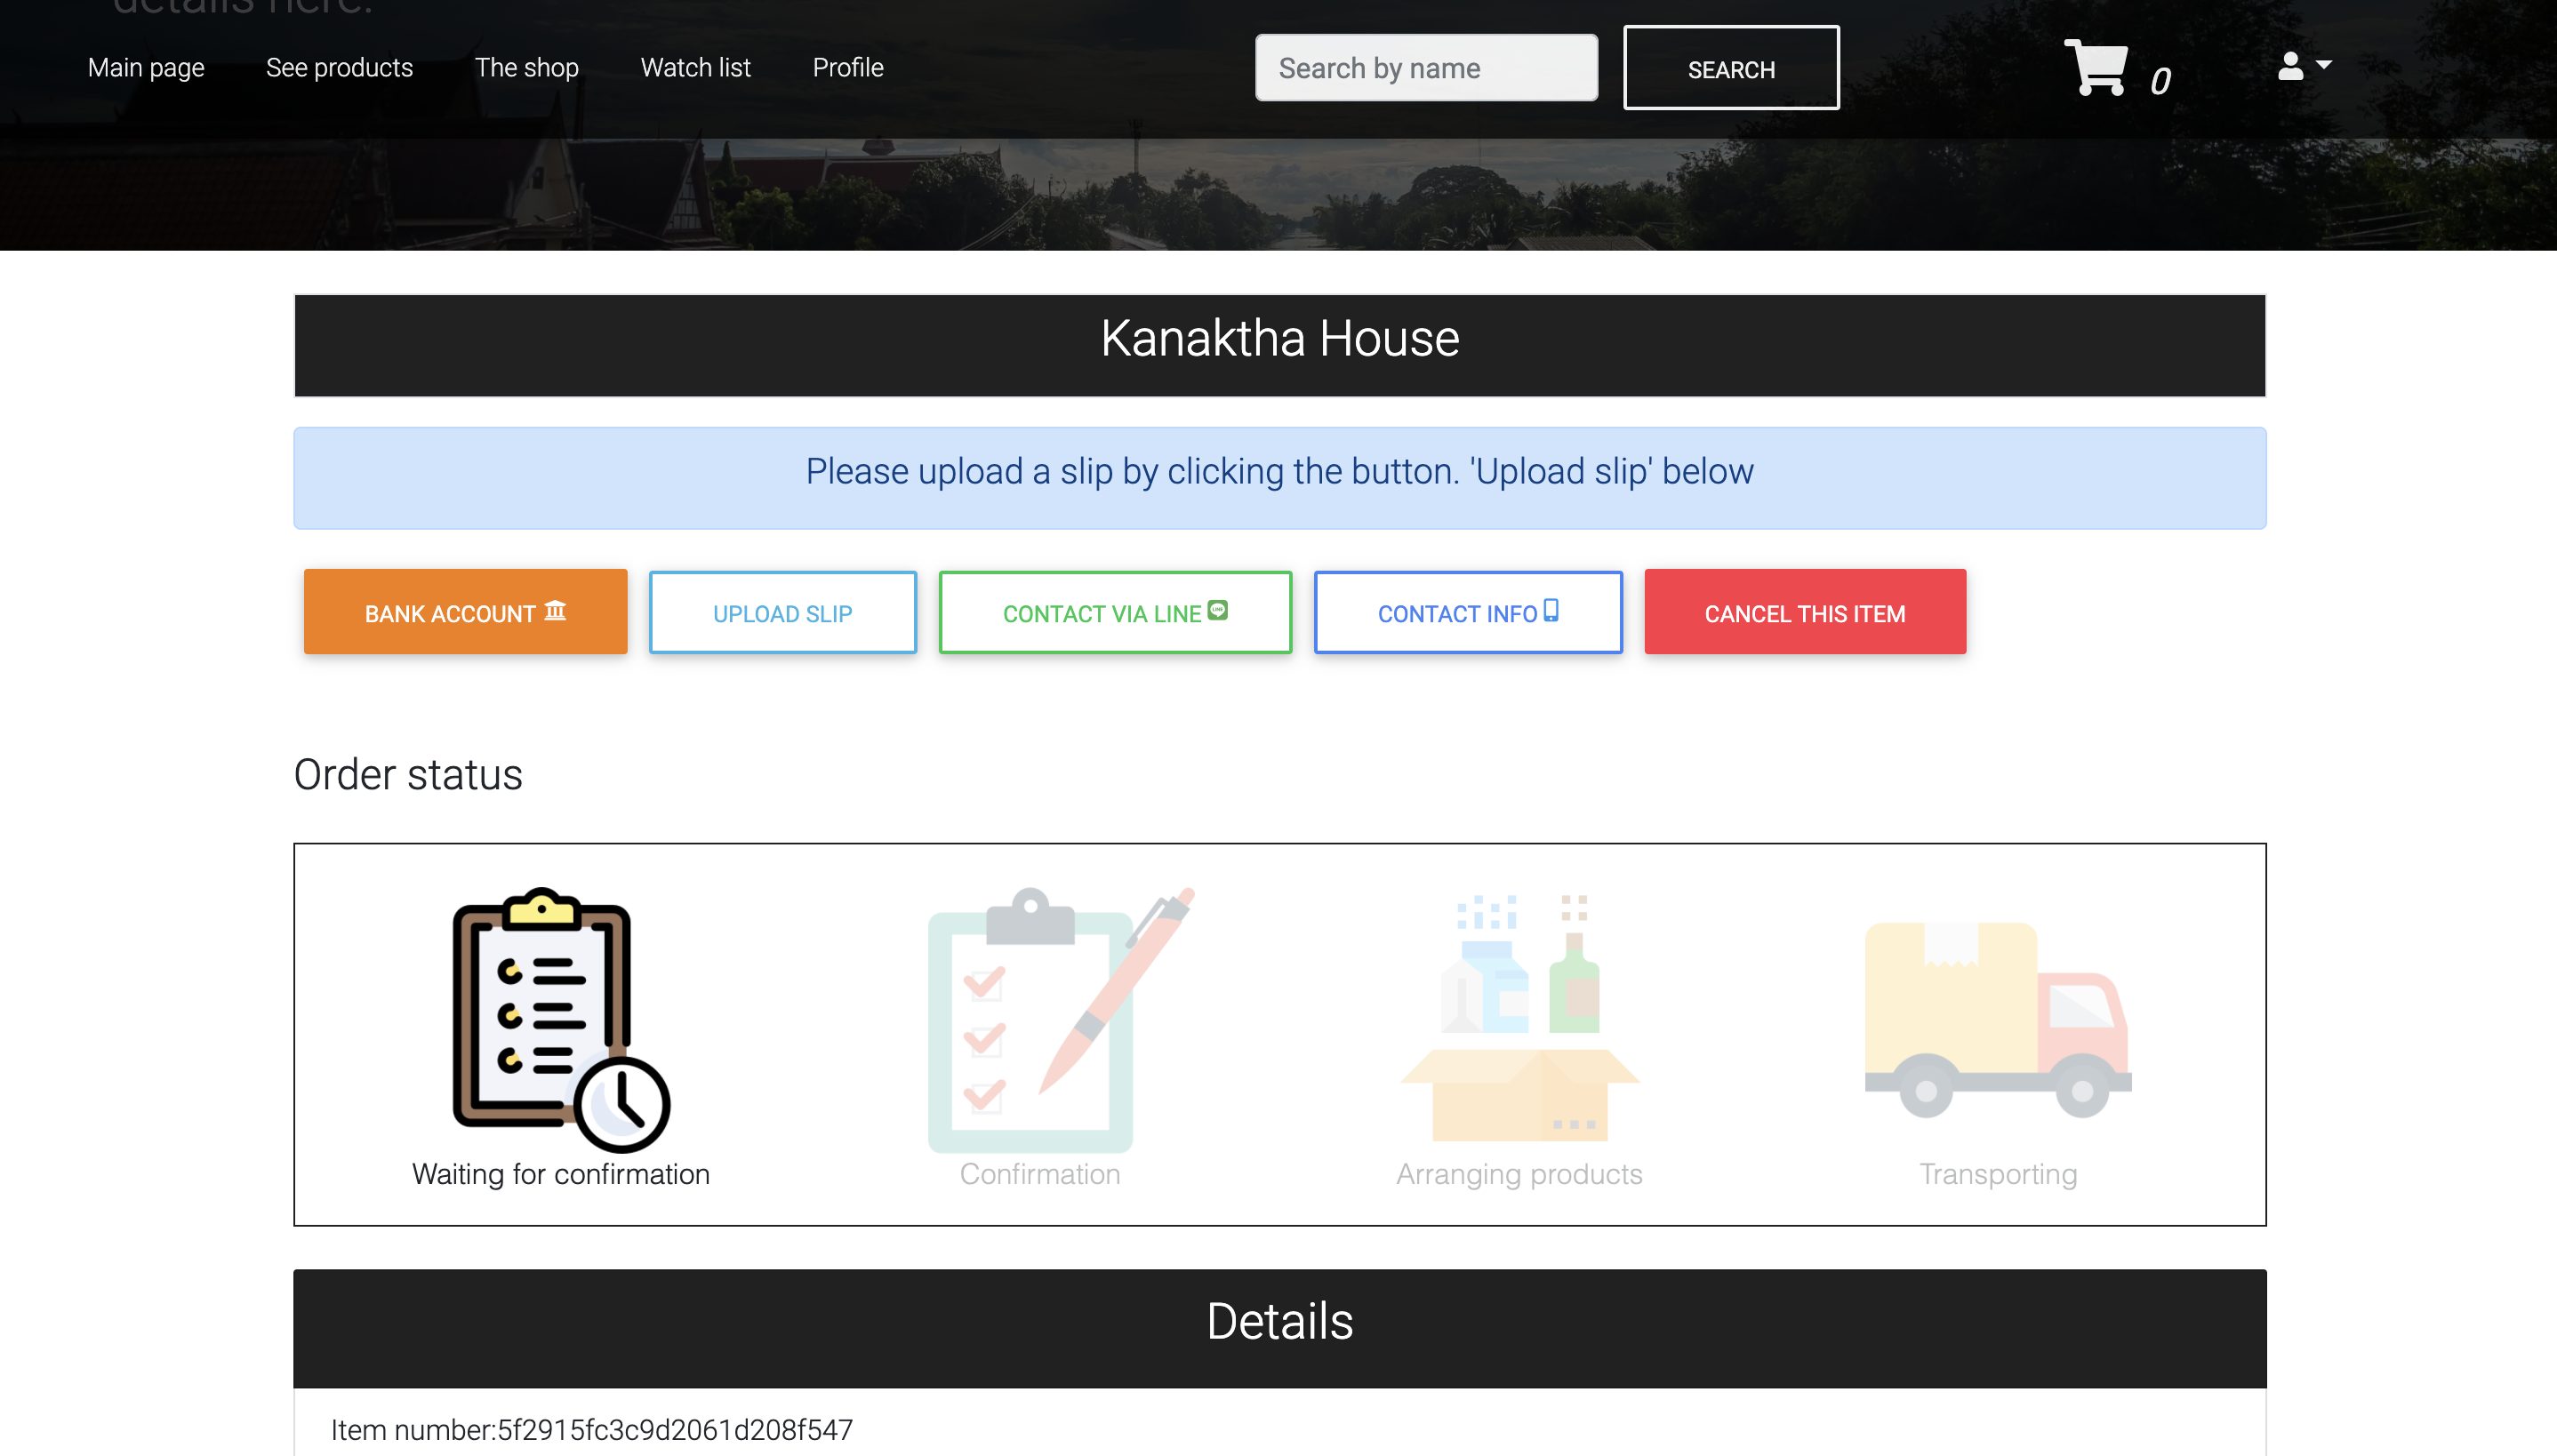 details here.
Main page
See products
The shop
Watch list
Profile
Search by name
SEARCH
0
Kanaktha House
Please upload a slip by clicking the button. 'Upload slip' below
BANK ACCOUNT
UPLOAD SLIP
CONTACT VIA LINE
CONTACT INFO
CANCEL THIS ITEM
Order status
Waiting for confirmation
Confirmation
Arranging products
Transporting
Details
Item number:5f2915fc3c9d2061d208f547